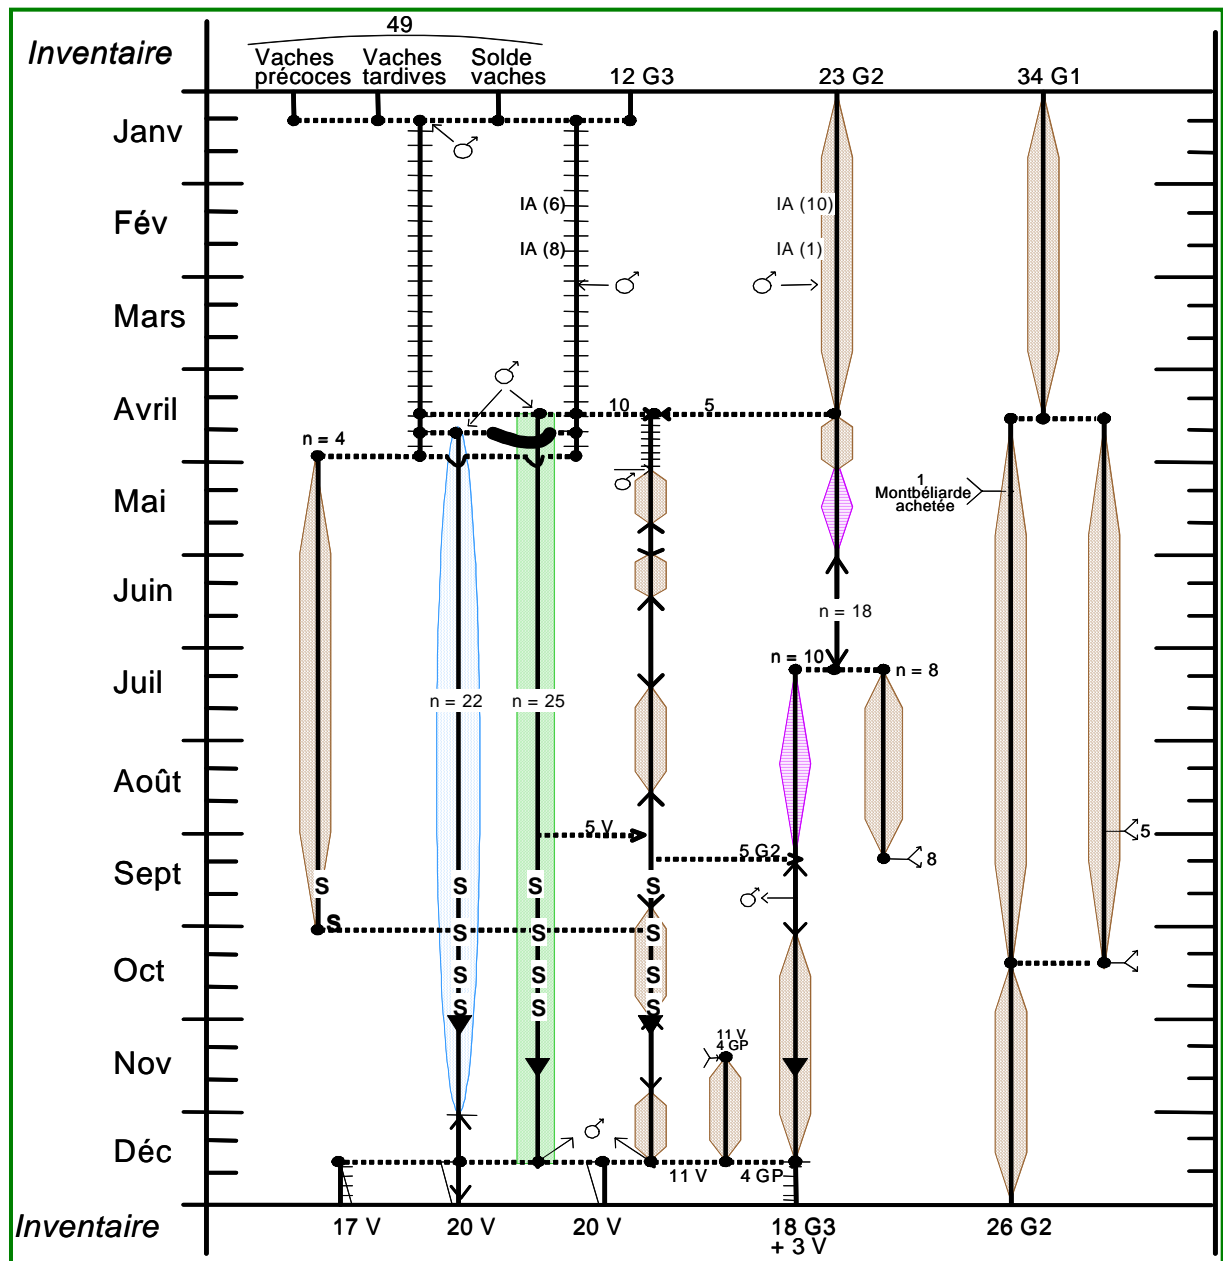 49
Inventaire
Vaches précoces
Vaches tardives
Solde vaches
12 G3
23 G2
34 G1
Janv
♂
Fév
IA (6)
IA (10)
IA (8)
IA (1)
♂
♂
Mars
♂
Avril
10
5
n = 4
♂
Mai
1
Montbéliarde
achetée
Juin
n = 18
n = 10
n = 8
Juil
n = 22
n = 25
Août
5 V
5
5 G2
8
Sept
S
S
S
S
♂
S
S
S
S
Oct
S
S
S
S
S
S
11 V
4 GP
Nov
♂
Déc
11 V
4 GP
Inventaire
17 V
20 V
20 V
18 G3
+ 3 V
26 G2